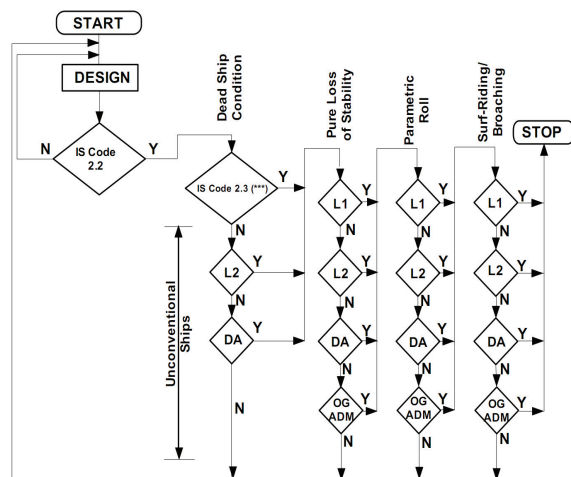 START
DESIGN
N
IS Code
2.2
Y
Dead Ship
Condition
IS Code 2.3 (***)
Y
N
L2
Y
N
DA
Y
N
Unconventional
Ships
Pure Loss
of Stability
L1
Y
N
L2
Y
N
DA
Y
N
OG
ADM
Y
N
Parametric
Roll
L1
Y
N
L2
Y
N
DA
Y
N
OG
ADM
Y
N
Surf-Riding/
Broaching
L1
Y
N
L2
Y
N
DA
Y
N
OG
ADM
Y
N
STOP